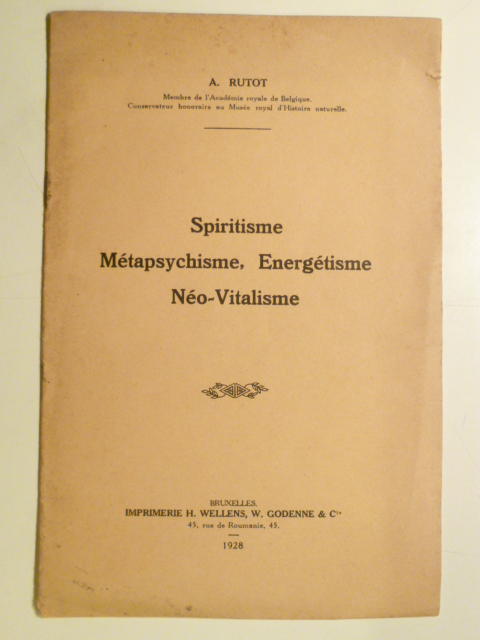 A. RUTOT
Membre de l'Académie royale de Belgique.
Conservateur honoraire au Musée royal d'Histoire naturelle.
Spiritisme
Métapsychisme, Energétisme
Néo-Vitalisme
BRUXELLES.
IMPRIMERIE H. WELLENS, W. GODENNE & Cie
45, rue de Roumanie, 45.
1928